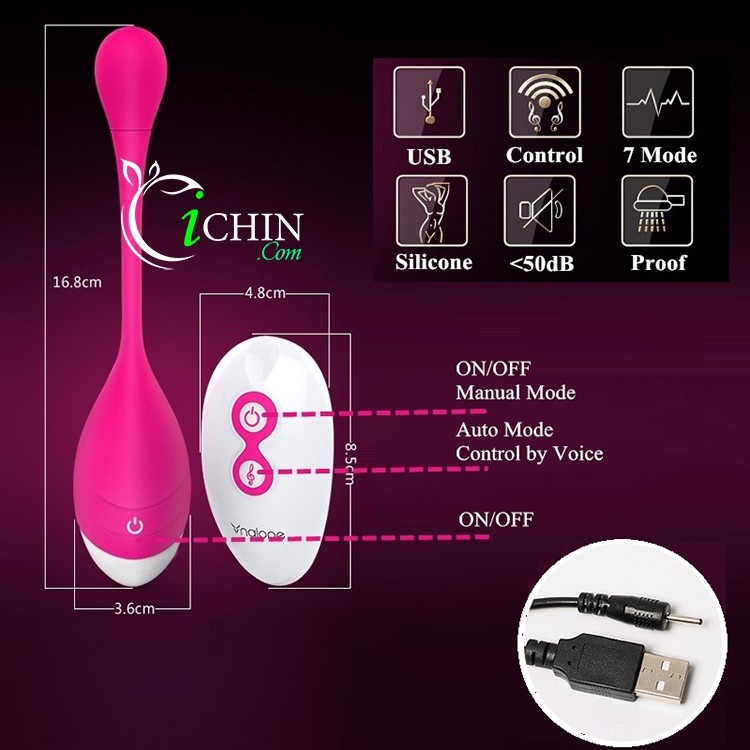 USB
Control
7 Mode
Silicone
<50dB
Proof
iCHIN
.Com
16.8cm
4.8cm
8.5cm
3.6cm
ON/OFF
Manual Mode
Auto Mode
Control by Voice
ON/OFF
nalone